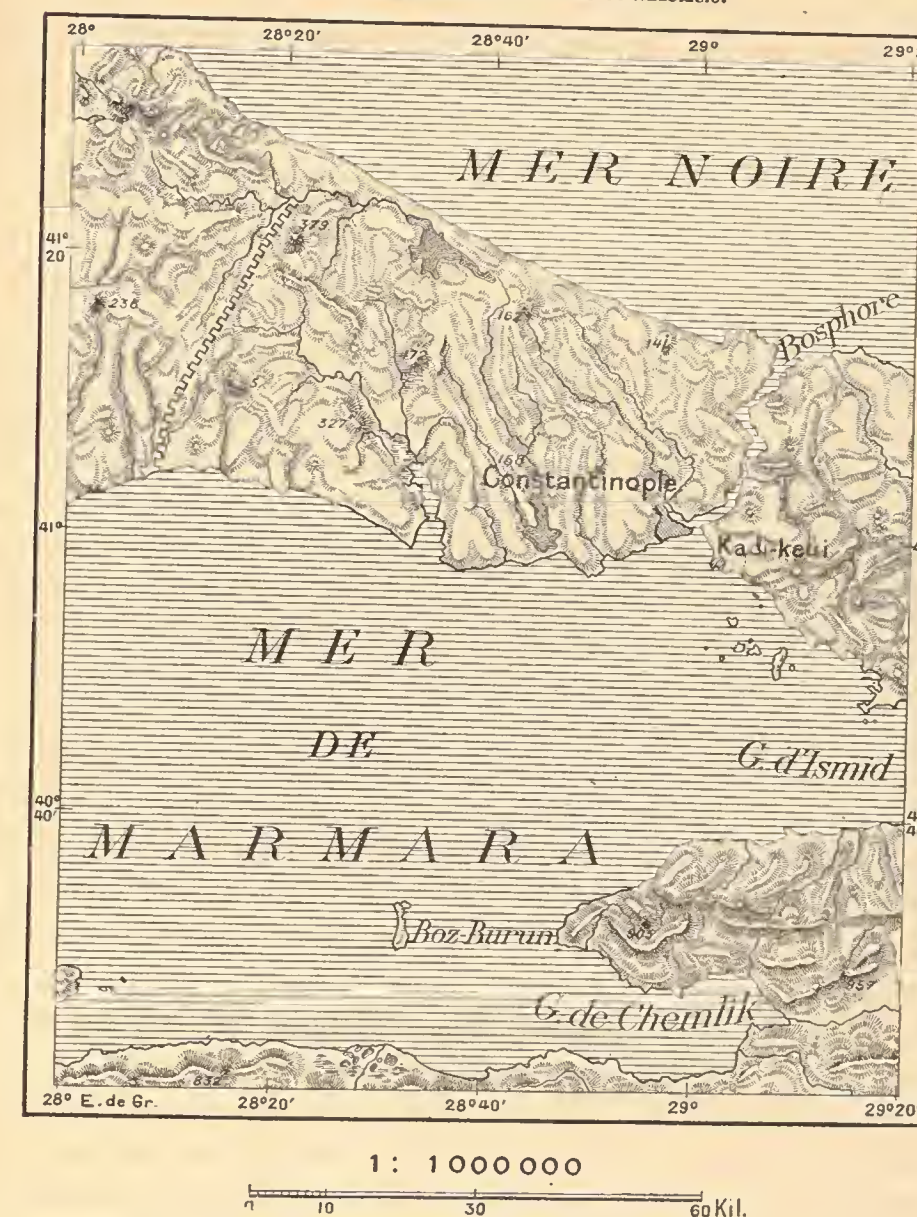 28° 28°20' 28°40' 29° 29°
MER NOIRE
379
41°
20'
238
Bosphore
162
472
327
168
Constantinople
41°
Kadi-keui
MER
DE
G. d'Ismid
40°
40'
MARMARA
Boz-Burun
G. de Chemlik
832
28° E. de Gr. 28°20' 28°40' 29° 29°20
1: 1000000
10 30 60 Kil.